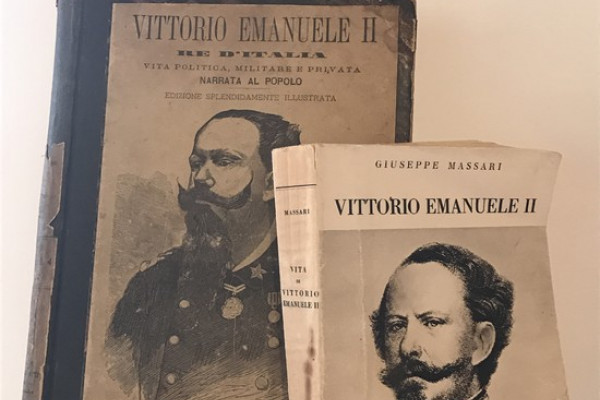 VITTORIO EMANUELE II
RE D'ITALIA
VITA POLITICA, MILITARE E PRIVATA
NARRATA AL POPOLO
EDIZIONE SPLENDIDAMENTE ILLUSTRATA
GIUSEPPE MASSARI
VITTORIO EMANUELE II
MASSARI
VITA
DI
VITTORIO
EMANUELE II